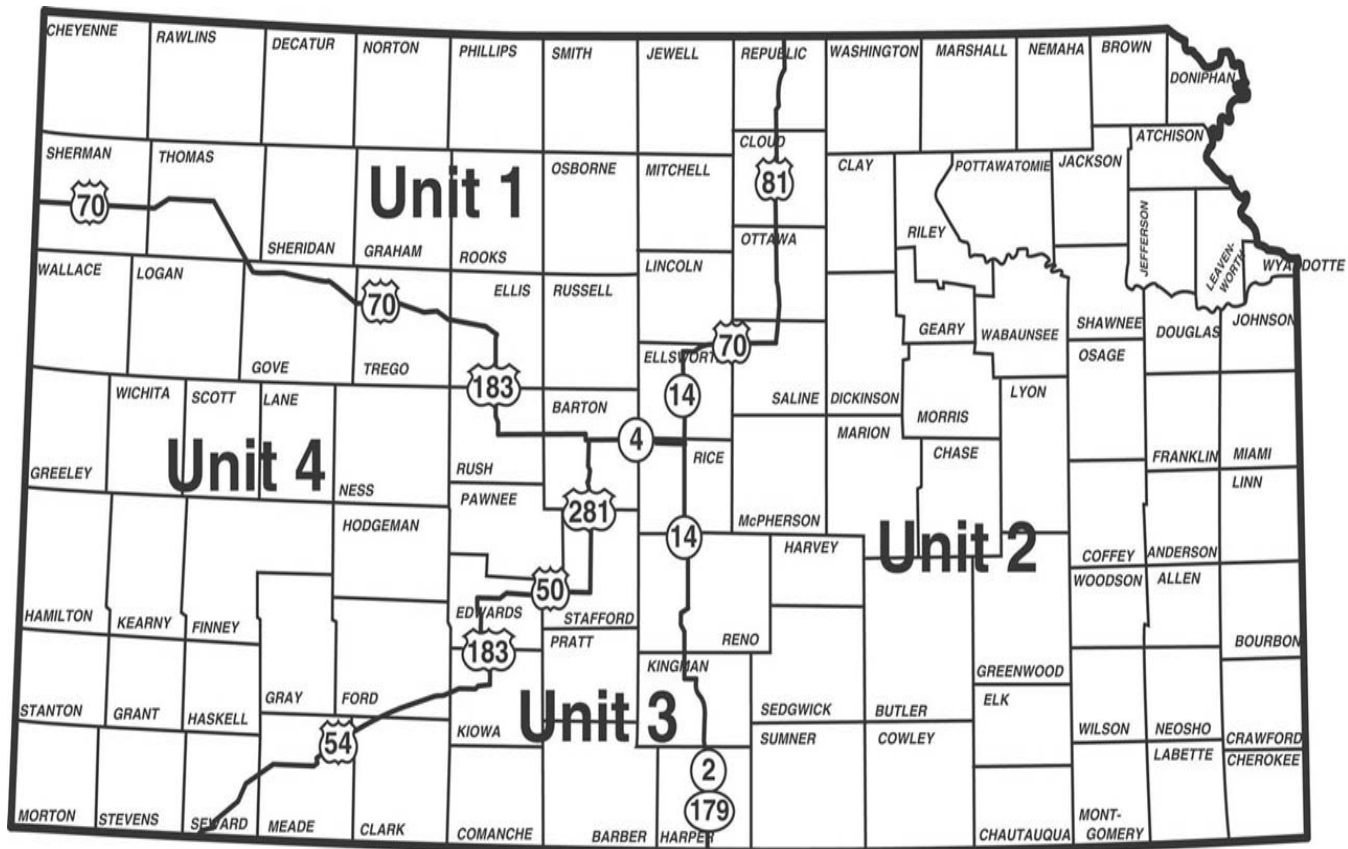 CHEYENNE
RAWLINS
DECATUR
NORTON
PHILLIPS
SMITH
JEWELL
REPUBLIC
WASHINGTON
MARSHALL
NEMAHA
BROWN
DONIPHAN
SHERMAN
THOMAS
SHERIDAN
GRAHAM
ROOKS
OSBORNE
MITCHELL
CLOUD
CLAY
RILEY
POTTAWATOMIE
JACKSON
ATCHISON
JEFFERSON
LEAVEN-
WORTH
WYANDOTTE
70
Unit 1
81
WALLACE
LOGAN
GOVE
TREGO
ELLIS
RUSSELL
LINCOLN
OTTAWA
GEARY
WABAUNSEE
SHAWNEE
DOUGLAS
JOHNSON
70
183
ELLSWORT
70
14
SALINE
DICKINSON
MORRIS
LYON
OSAGE
WICHITA
SCOTT
LANE
GREELEY
NESS
RUSH
BARTON
4
RICE
McPHERSON
MARION
CHASE
FRANKLIN
MIAMI
LINN
Unit 4
HODGEMAN
PAWNEE
281
14
HARVEY
Unit 2
COFFEY
ANDERSON
WOODSON
ALLEN
HAMILTON
KEARNY
FINNEY
EDWARDS
50
STAFFORD
RENO
BOURBON
183
PRATT
KINGMAN
GREENWOOD
STANTON
GRANT
HASKELL
GRAY
FORD
KIOWA
Unit 3
SEDGWICK
BUTLER
ELK
WILSON
NEOSHO
CRAWFORD
54
SUMNER
COWLEY
LABETTE
CHEROKEE
MORTON
STEVENS
SEWARD
MEADE
CLARK
COMANCHE
BARBER
HARPER
2
179
CHAUTAUQUA
MONT-
GOMERY